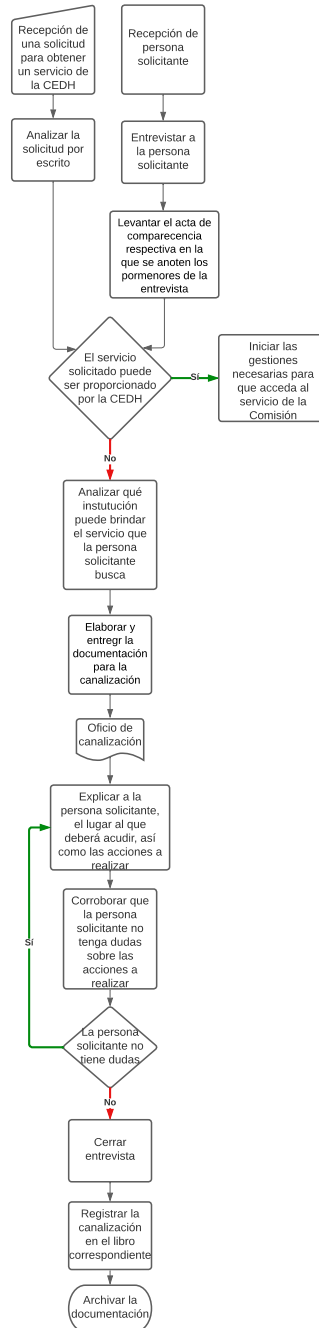 Recepción de
una solicitud
para obtener
un servicio de
la CEDH
Recepción de
persona
solicitante
Analizar la
solicitud por
escrito
Entrevistar a
la persona
solicitante
Levantar el acta de
comparecencia
respectiva en la
que se anoten los
pormenores de la
entrevista
El servicio
solicitado puede
ser proporcionado
por la CEDH
Sí
Iniciar las
gestiones
necesarias para
que acceda al
servicio de la
Comisión
No
Analizar qué
instutución
puede brindar
el servicio que
la persona
solicitante
busca
Elaborar y
entregr la
documentación
para la
canalización
Oficio de
canalización
Explicar a la
persona solicitante,
el lugar al que
deberá acudir, así
como las acciones a
realizar
Corroborar que
la persona
solicitante no
tenga dudas
sobre las
acciones a
realizar
Sí
La persona
solicitante no
tiene dudas
No
Cerrar
entrevista
Registrar la
canalización
en el libro
correspondiente
Archivar la
documentación